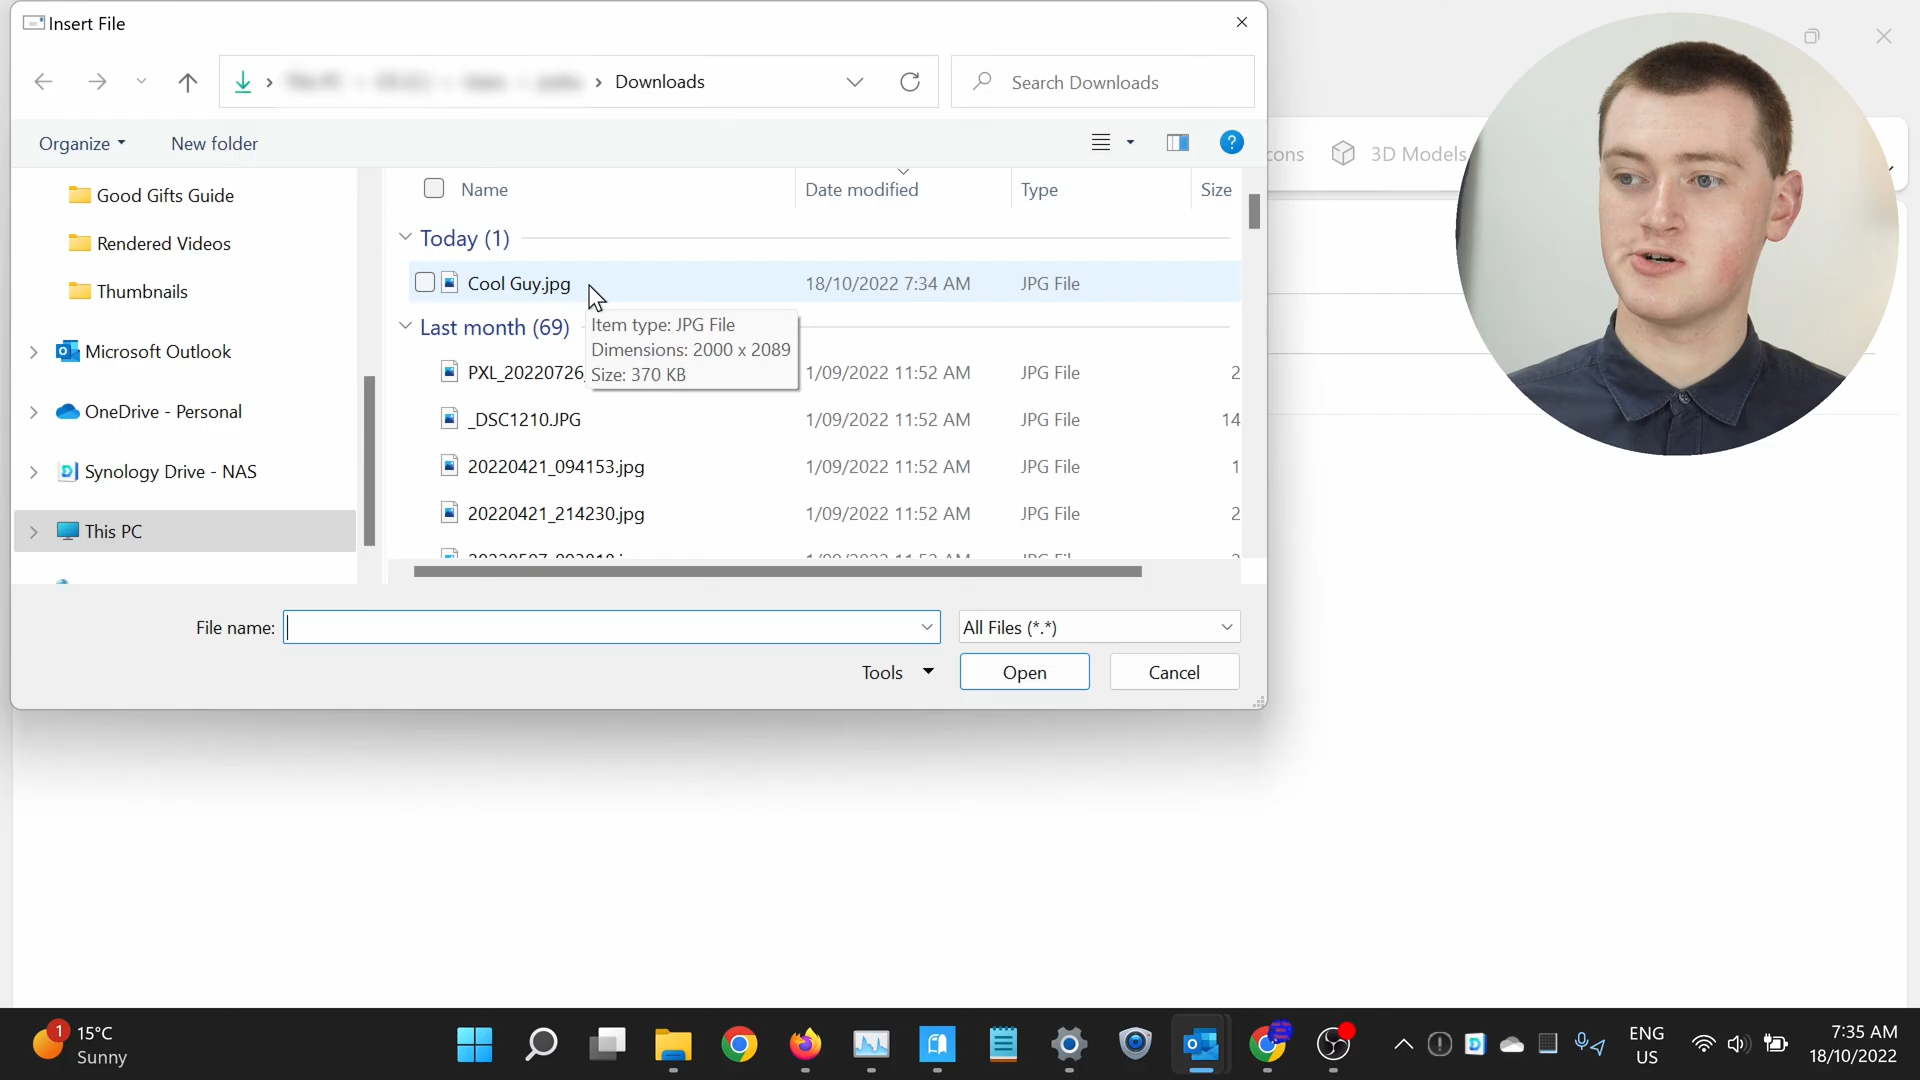 Insert File
Downloads
Search Downloads
Organize
New folder
cons
3D Models
Good Gifts Guide
Rendered Videos
Thumbnails
Microsoft Outlook
OneDrive - Personal
Synology Drive - NAS
This PC
Name Date modified Type Size
Today (1)
Cool Guy.jpg 18/10/2022 7:34 AM JPG File
Last month (69)
Item type: JPG File
Dimensions: 2000 x 2089
Size: 370 KB
PXL_20220726_ 1/09/2022 11:52 AM JPG File 2
_DSC1210.JPG 1/09/2022 11:52 AM JPG File 14
20220421_094153.jpg 1/09/2022 11:52 AM JPG File 1
20220421_214230.jpg 1/09/2022 11:52 AM JPG File 2
File name:
All Files (*.*)
Tools
Open
Cancel
1
15°C
Sunny
ENG
US
7:35 AM
18/10/2022